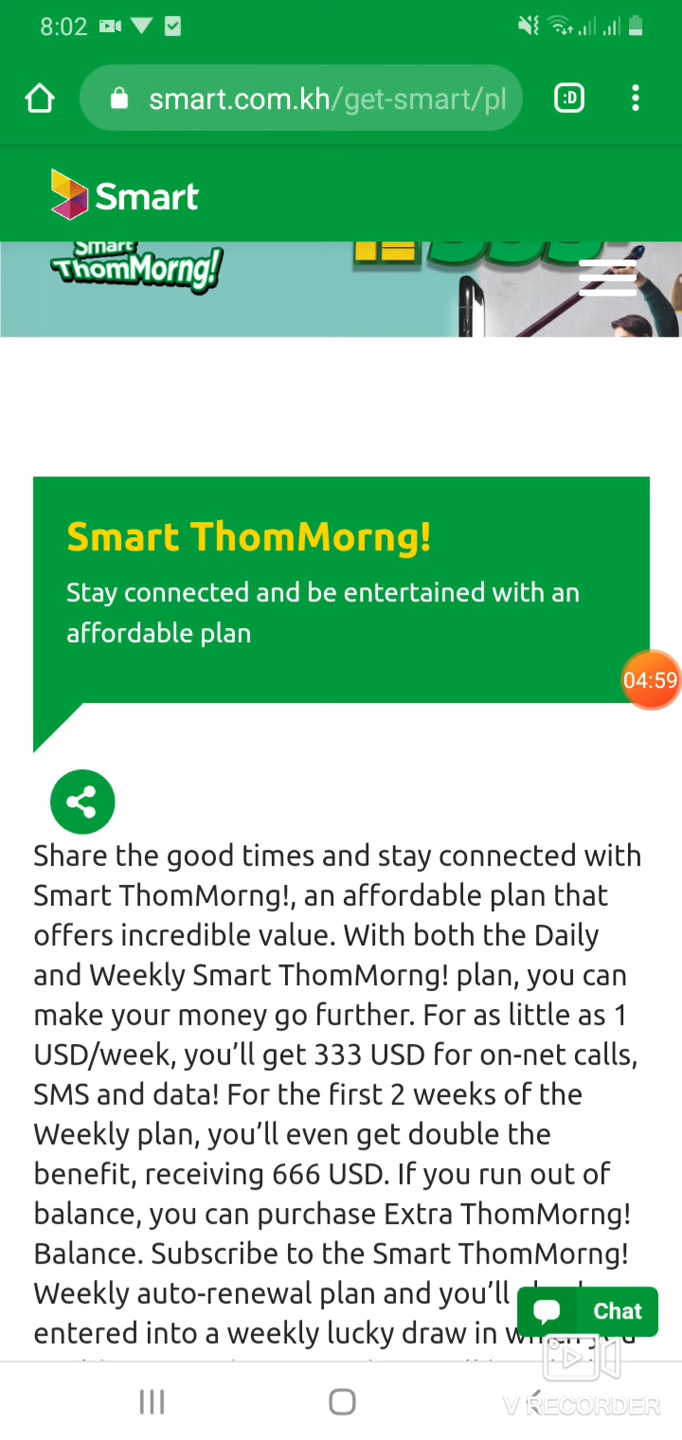 8:02
smart.com.kh/get-smart/pl
:D
Smart
Smart
ThomMorng!
333
Smart ThomMorng!
Stay connected and be entertained with an
affordable plan
04:59
Share the good times and stay connected with
Smart ThomMorng!, an affordable plan that
offers incredible value. With both the Daily
and Weekly Smart ThomMorng! plan, you can
make your money go further. For as little as 1
USD/week, you’ll get 333 USD for on-net calls,
SMS and data! For the first 2 weeks of the
Weekly plan, you’ll even get double the
benefit, receiving 666 USD. If you run out of
balance, you can purchase Extra ThomMorng!
Balance. Subscribe to the Smart ThomMorng!
Weekly auto-renewal plan and you’ll
Chat
entered into a weekly lucky draw in which you
V RECORDER